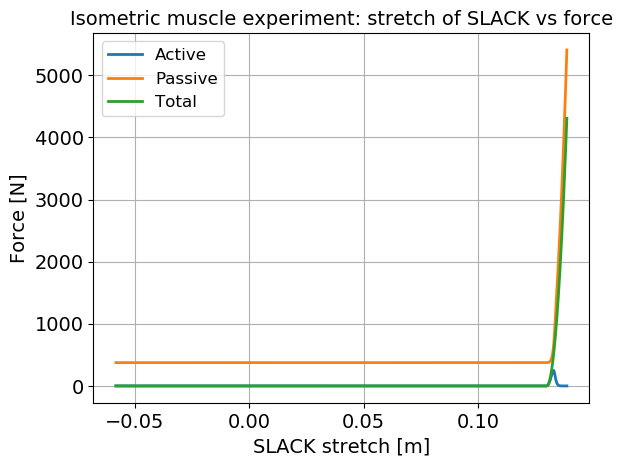 Isometric muscle experiment: stretch of SLACK vs force
Active
Passive
Total
Force [N]
5000
4000
3000
2000
1000
0
−0.05
0.00
0.05
0.10
SLACK stretch [m]